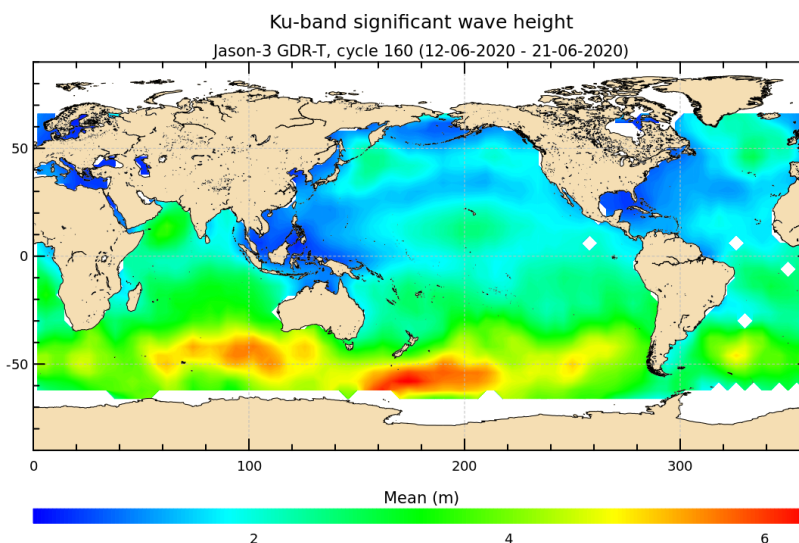 Ku-band significant wave height
Jason-3 GDR-T, cycle 160 (12-06-2020 - 21-06-2020)
50
0
-50
0 100 200 300
Mean (m)
2 4 6